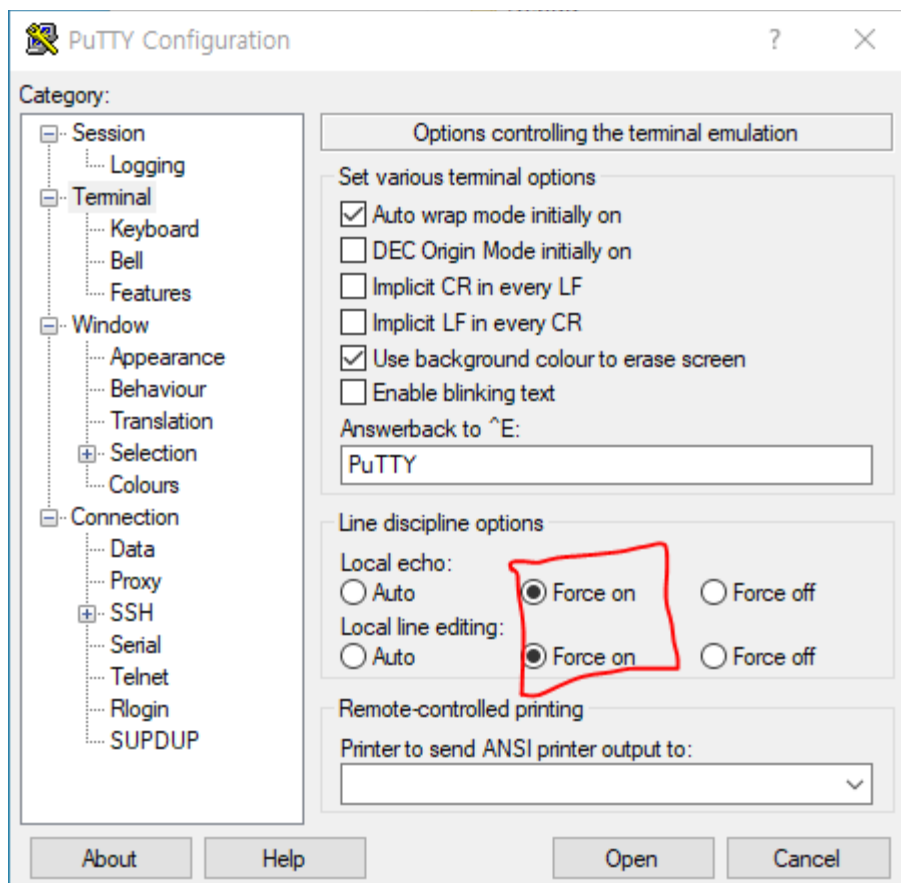 PuTTY Configuration
?
Category:
Session
Logging
Terminal
Keyboard
Bell
Features
Window
Appearance
Behaviour
Translation
Selection
Colours
Connection
Data
Proxy
SSH
Serial
Telnet
Rlogin
SUPDUP
Options controlling the terminal emulation
Set various terminal options
Auto wrap mode initially on
DEC Origin Mode initially on
Implicit CR in every LF
Implicit LF in every CR
Use background colour to erase screen
Enable blinking text
Answerback to ^E:
PuTTY
Line discipline options
Local echo:
Auto Force on Force off
Local line editing:
Auto Force on Force off
Remote-controlled printing
Printer to send ANSI printer output to:
About Help Open Cancel